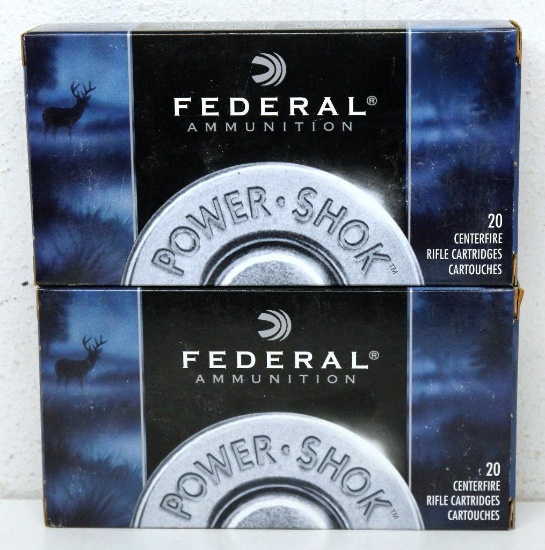 FEDERAL®
AMMUNITION
POWER·SHOK™
20
CENTERFIRE
RIFLE CARTRIDGES
CARTOUCHES
FEDERAL®
AMMUNITION
POWER·SHOK™
20
CENTERFIRE
RIFLE CARTRIDGES
CARTOUCHES